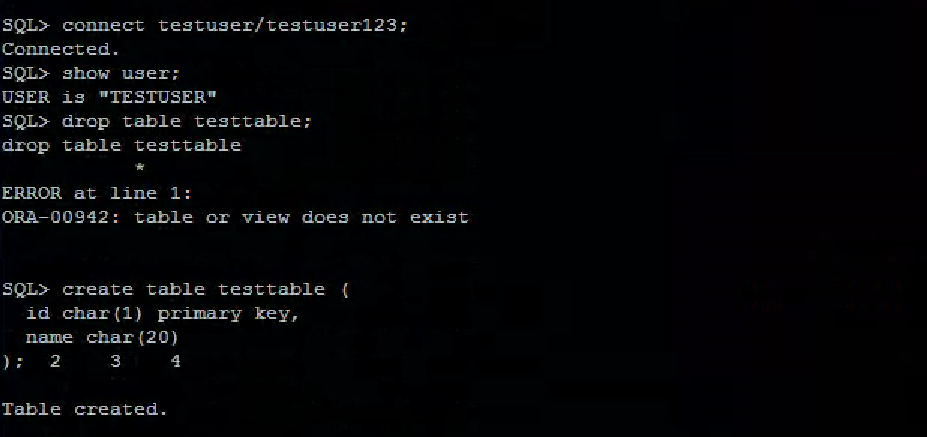 SQL> connect testuser/testuser123;
Connected.
SQL> show user;
USER is "TESTUSER"
SQL> drop table testtable;
drop table testtable
*
ERROR at line 1:
ORA-00942: table or view does not exist
SQL> create table testtable (
id char(1) primary key,
name char(20)
); 2 3 4
Table created.